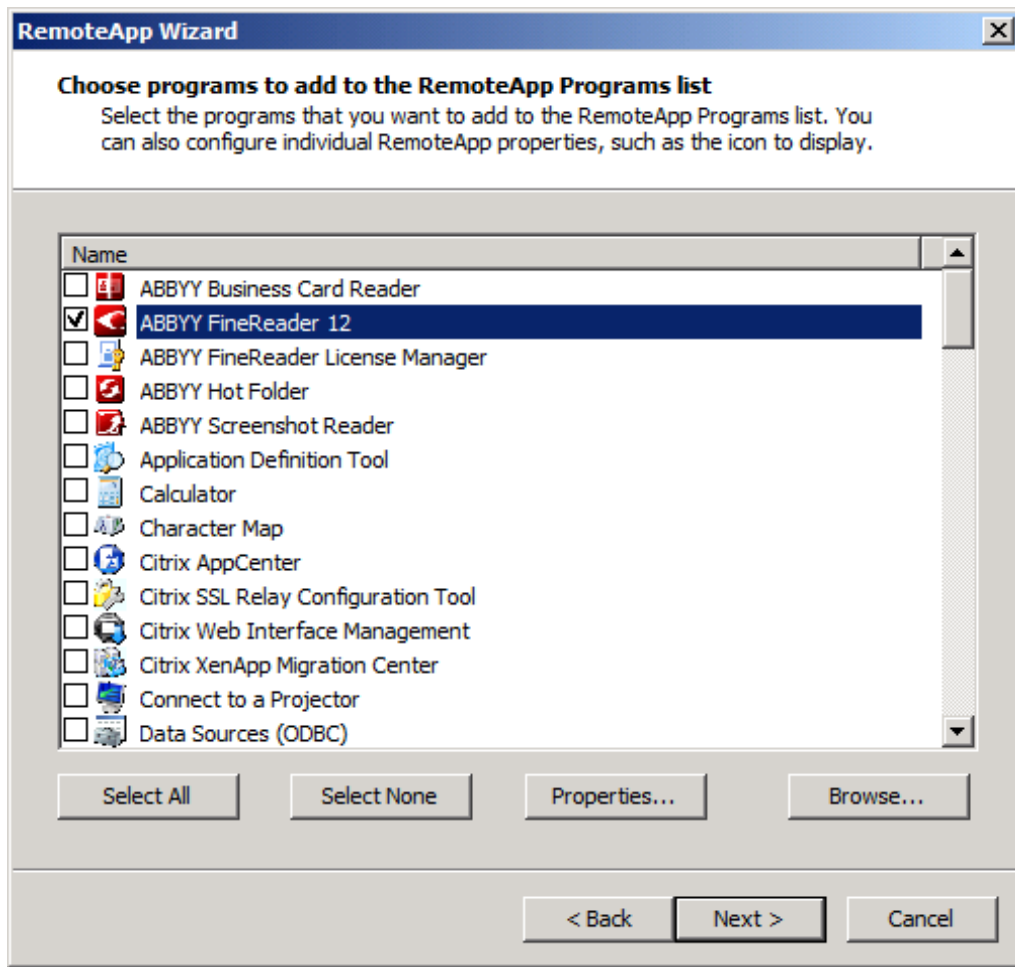 RemoteApp Wizard
Choose programs to add to the RemoteApp Programs list
Select the programs that you want to add to the RemoteApp Programs list. You
can also configure individual RemoteApp properties, such as the icon to display.
Name
ABBYY Business Card Reader
ABBYY FineReader 12
ABBYY FineReader License Manager
ABBYY Hot Folder
ABBYY Screenshot Reader
Application Definition Tool
Calculator
Character Map
Citrix AppCenter
Citrix SSL Relay Configuration Tool
Citrix Web Interface Management
Citrix XenApp Migration Center
Connect to a Projector
Data Sources (ODBC)
Select All Select None Properties... Browse...
< Back Next > Cancel